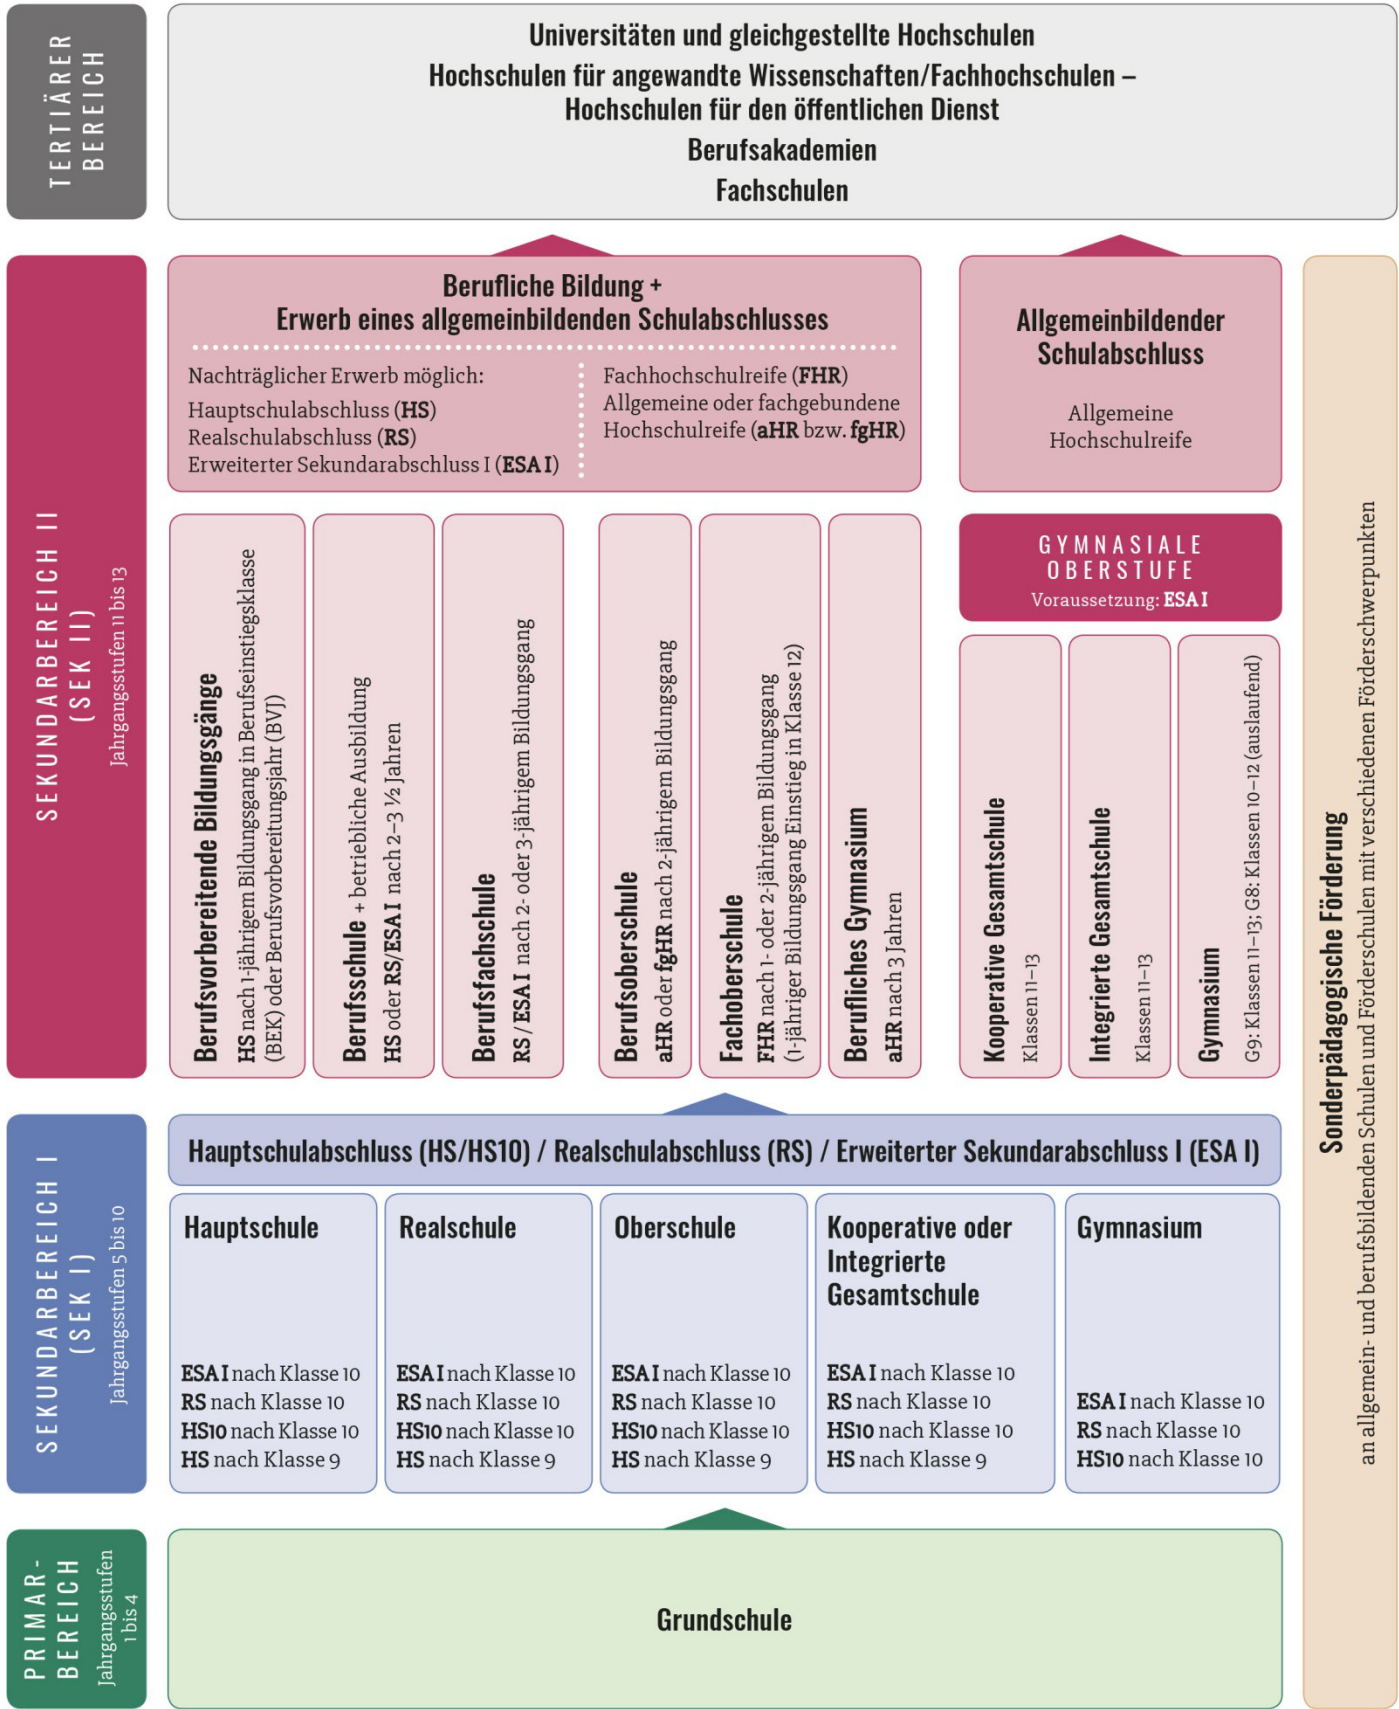 TERTIÄRER
BEREICH
Universitäten und gleichgestellte Hochschulen
Hochschulen für angewandte Wissenschaften/Fachhochschulen –
Hochschulen für den öffentlichen Dienst
Berufsakademien
Fachschulen
SEKUNDARBEREICH II
(SEK II)
Jahrgangsstufen 11 bis 13
Berufliche Bildung +
Erwerb eines allgemeinbildenden Schulabschlusses
Nachträglicher Erwerb möglich:
Hauptschulabschluss (HS)
Realschulabschluss (RS)
Erweiterter Sekundarabschluss I (ESA I)
Fachhochschulreife (FHR)
Allgemeine oder fachgebundene
Hochschulreife (aHR bzw. fgHR)
Allgemeinbildender
Schulabschluss
Allgemeine
Hochschulreife
Berufsvorbereitende Bildungsgänge
HS nach 1-jährigem Bildungsgang in Berufseinstiegsklasse
(BEK) oder Berufsvorbereitungsjahr (BVJ)
Berufsschule + betriebliche Ausbildung
HS oder RS/ESA I nach 2–3 ½ Jahren
Berufsfachschule
RS / ESA I nach 2- oder 3-jährigem Bildungsgang
Berufsoberschule
aHR oder fgHR nach 2-jährigem Bildungsgang
Fachoberschule
FHR nach 1- oder 2-jährigem Bildungsgang
(1-jähriger Bildungsgang Einstieg in Klasse 12)
Berufliches Gymnasium
aHR nach 3 Jahren
GYMNASIALE
OBERSTUFE
Voraussetzung: ESA I
Kooperative Gesamtschule
Klassen 11–13
Integrierte Gesamtschule
Klassen 11–13
Gymnasium
G9: Klassen 11–13; G8: Klassen 10–12 (auslaufend)
Sonderpädagogische Förderung
an allgemein- und berufsbildenden Schulen und Förderschulen mit verschiedenen Förderschwerpunkten
SEKUNDARBEREICH I
(SEK I)
Jahrgangsstufen 5 bis 10
Hauptschulabschluss (HS/HS10) / Realschulabschluss (RS) / Erweiterter Sekundarabschluss I (ESA I)
Hauptschule
ESA I nach Klasse 10
RS nach Klasse 10
HS10 nach Klasse 10
HS nach Klasse 9
Realschule
ESA I nach Klasse 10
RS nach Klasse 10
HS10 nach Klasse 10
HS nach Klasse 9
Oberschule
ESA I nach Klasse 10
RS nach Klasse 10
HS10 nach Klasse 10
HS nach Klasse 9
Kooperative oder
Integrierte
Gesamtschule
ESA I nach Klasse 10
RS nach Klasse 10
HS10 nach Klasse 10
HS nach Klasse 9
Gymnasium
ESA I nach Klasse 10
RS nach Klasse 10
HS10 nach Klasse 10
PRIMAR-
BEREICH
Jahrgangsstufen
1 bis 4
Grundschule